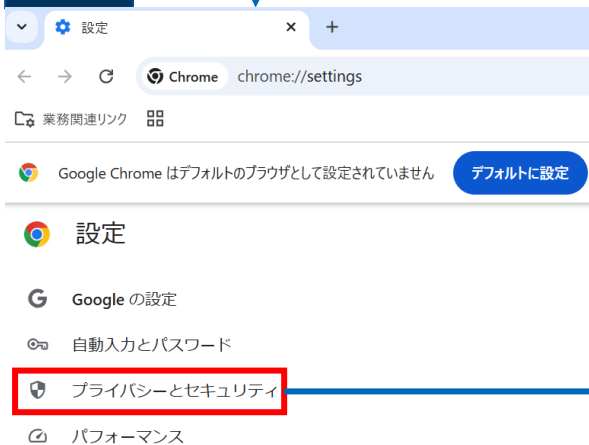 設定
Chrome chrome://settings
業務関連リンク
Google Chrome はデフォルトのブラウザとして設定されていません デフォルトに設定
設定
Google の設定
自動入力とパスワード
プライバシーとセキュリティ
パフォーマンス